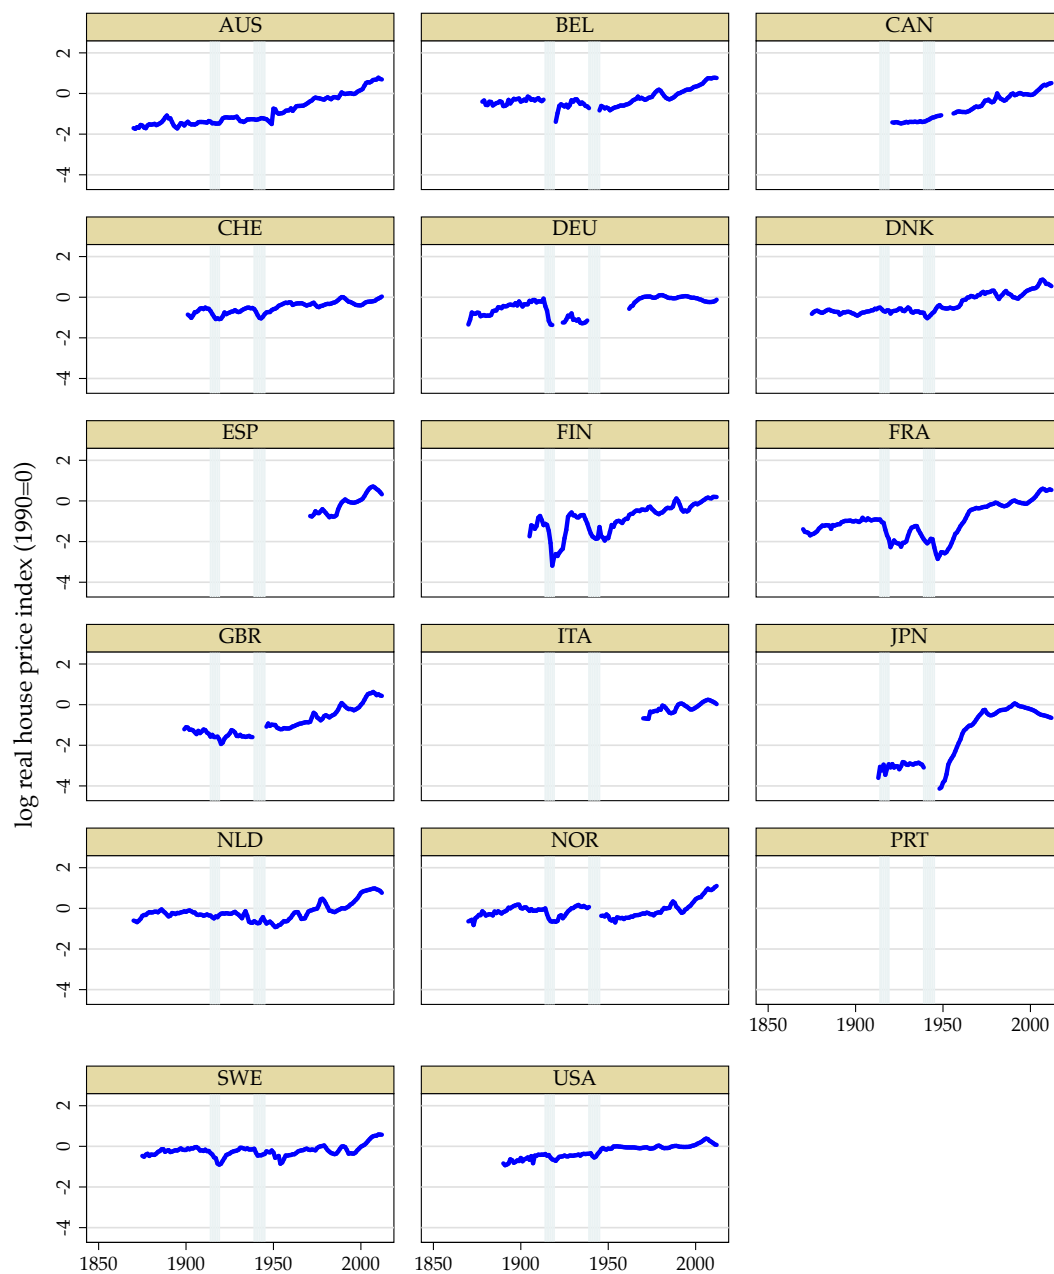 log real house price index (1990=0)
AUS BEL CAN
2
0
-2
-4
CHE DEU DNK
2
0
-2
-4
ESP FIN FRA
2
0
-2
-4
GBR ITA JPN
2
0
-2
-4
NLD NOR PRT
2
0
-2
-4
1850 1900 1950 2000
SWE USA
2
0
-2
-4
1850 1900 1950 2000 1850 1900 1950 2000